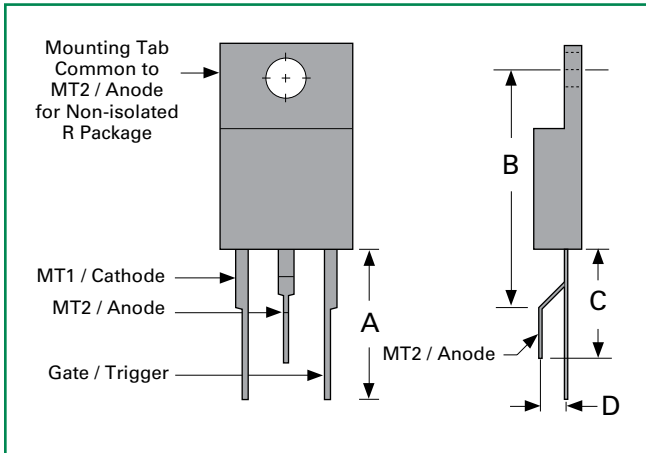 Mounting Tab
Common to
MT2 / Anode
for Non-isolated
R Package
MT1 / Cathode
MT2 / Anode
Gate / Trigger
A
B
C
MT2 / Anode
D